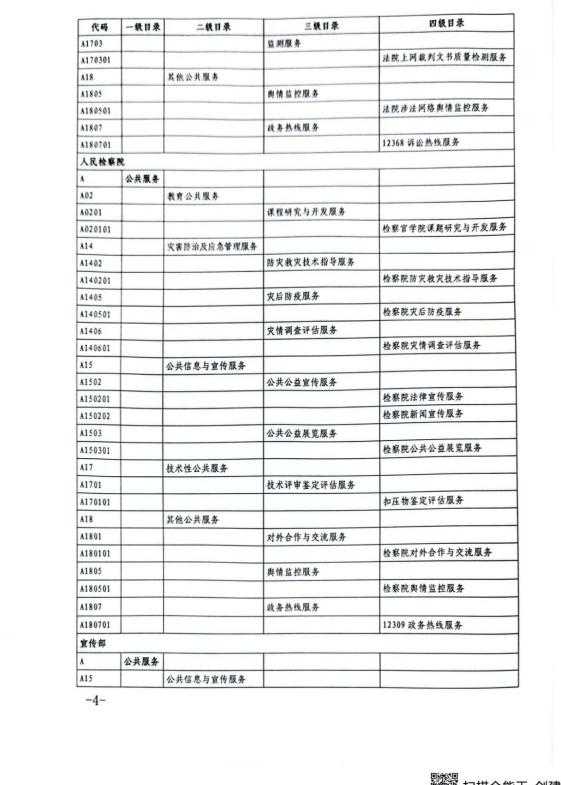 代码 一级目录 二级目录 三级目录 四级目录
A1703 监测服务
A170301 法院上网裁判文书质量检测服务
A18 其他公共服务
A1805 舆情监控服务
A180501 法院涉法网络舆情监控服务
A1807 政务热线服务
A180701 12368 诉讼热线服务
人民检察院
A 公共服务
A02 教育公共服务
A0201 课程研究与开发服务
A020101 检察官学院课题研究与开发服务
A14 灾害防治及应急管理服务
A1402 防灾救灾技术指导服务
A140201 检察院防灾救灾技术指导服务
A1405 灾后防疫服务
A140501 检察院灾后防疫服务
A1406 灾情调查评估服务
A140601 检察院灾情调查评估服务
A15 公共信息与宣传服务
A1502 公共公益宣传服务
A150201 检察院法律宣传服务
A150202 检察院新闻宣传服务
A1503 公共公益展览服务
A150301 检察院公共公益展览服务
A17 技术性公共服务
A1701 技术评审鉴定评估服务
A170101 扣压物鉴定评估服务
A18 其他公共服务
A1801 对外合作与交流服务
A180101 检察院对外合作与交流服务
A1805 舆情监控服务
A180501 检察院舆情监控服务
A1807 政务热线服务
A180701 12309 政务热线服务
宣传部
A 公共服务
A15 公共信息与宣传服务
-4-